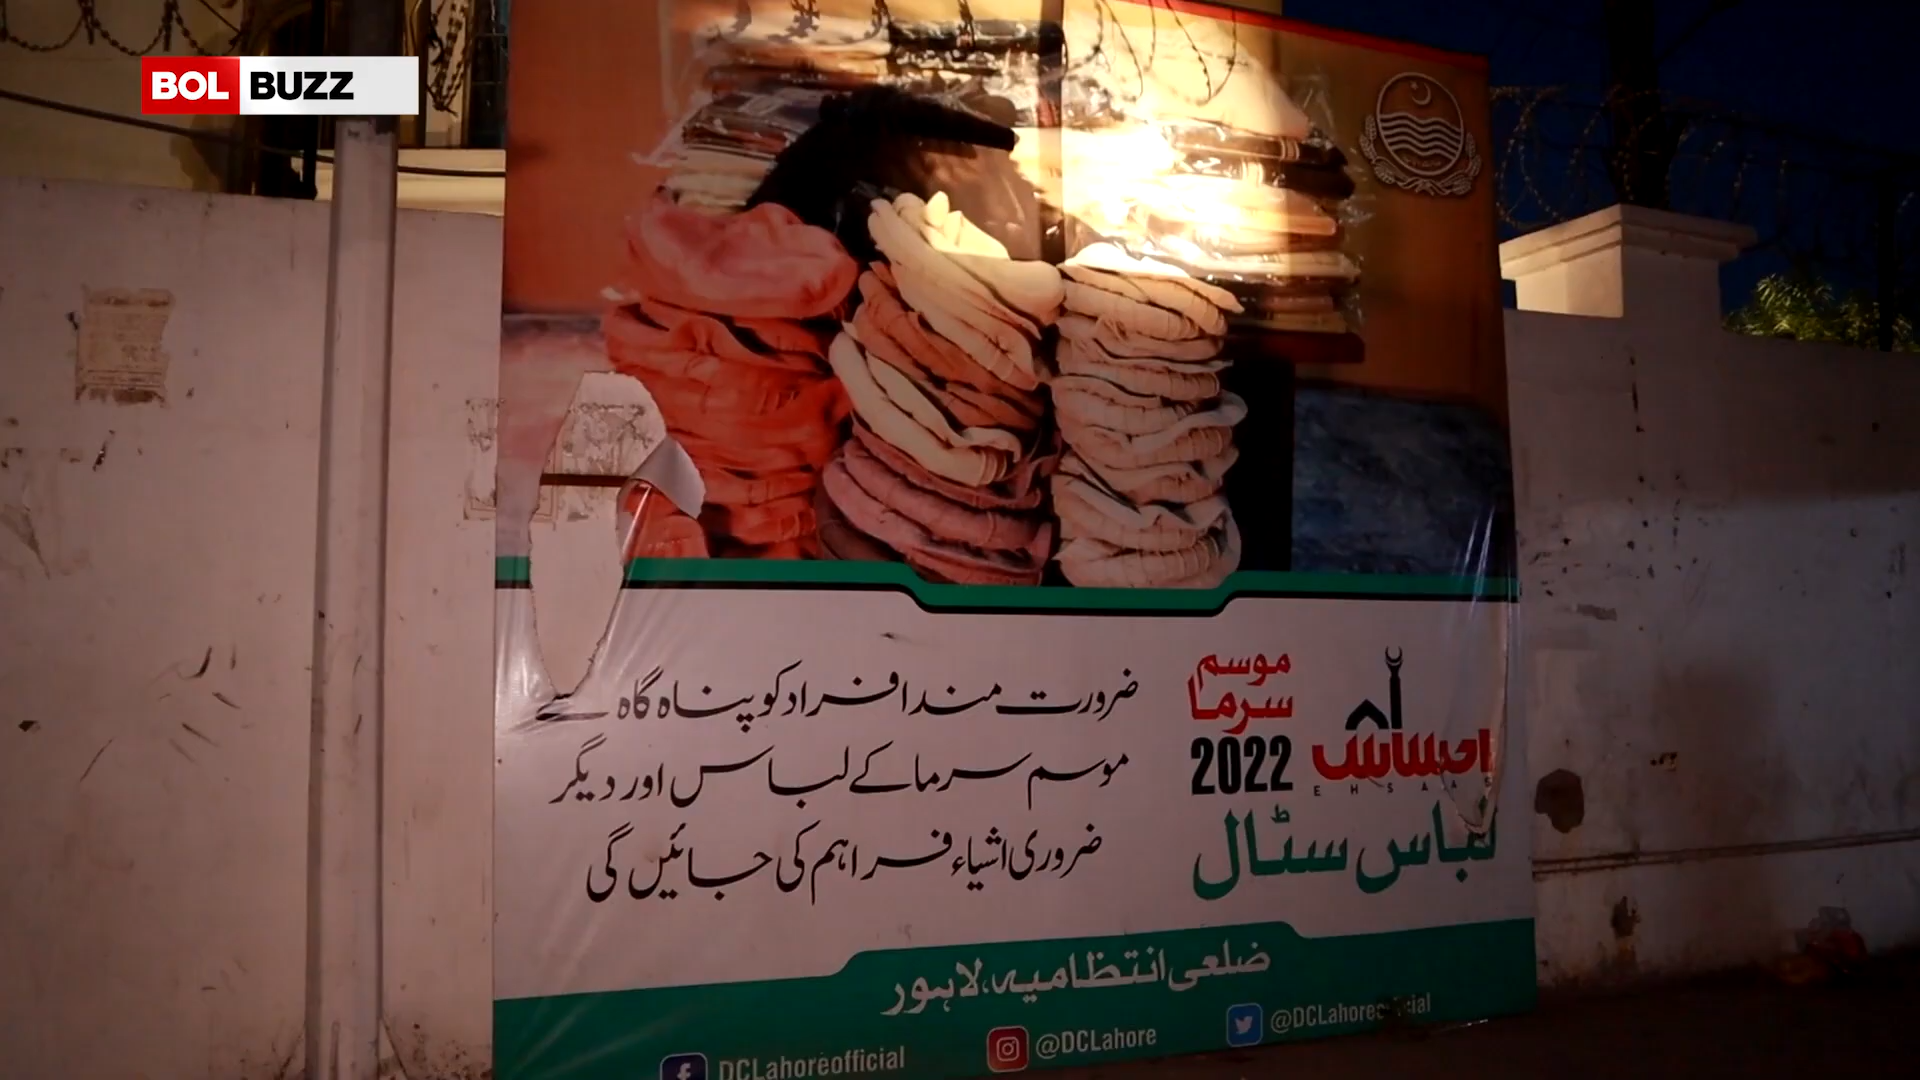 BOL BUZZ
موسم
سرما
2022
احساس
EHSAAS
لباس سٹال
ضرورت مند افراد کو پناہ گاہ سے
موسم سرما کے لباس اور دیگر
ضروری اشیاء فراہم کی جائیں گی
ضلعی انتظامیہ، لاہور
DCLahoreofficial
@DCLahore
@DCLahoreofficial